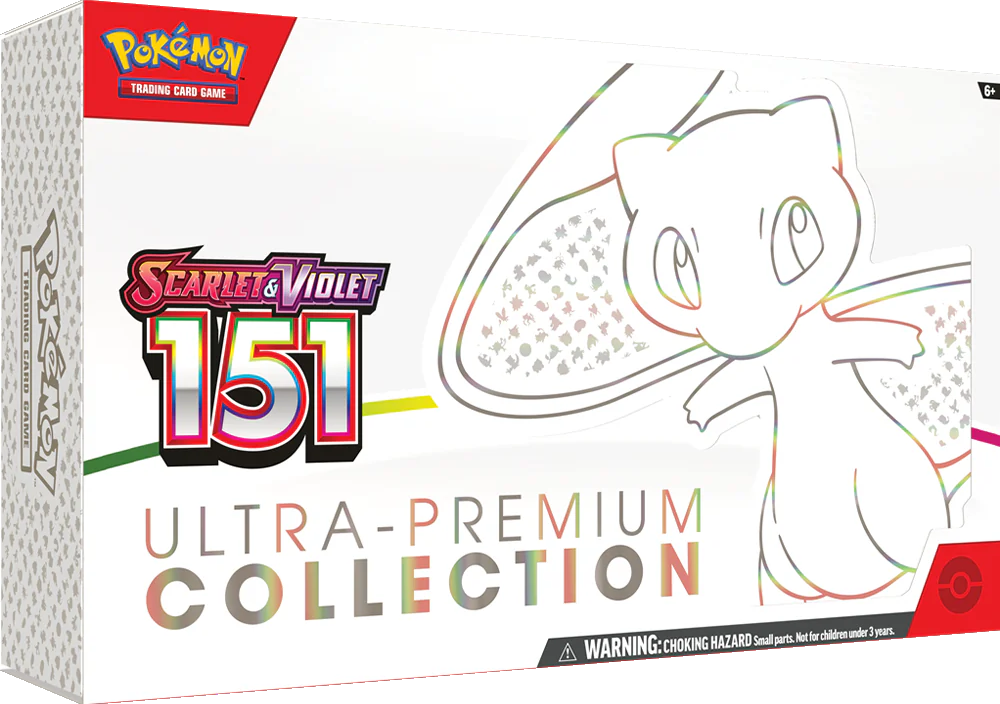 POKéMON
TRADING CARD GAME
6+
POKéMON
TRADING CARD GAME
SCARLET & VIOLET
151
ULTRA-PREMIUM
COLLECTION
WARNING: CHOKING HAZARD Small parts. Not for children under 3 years.